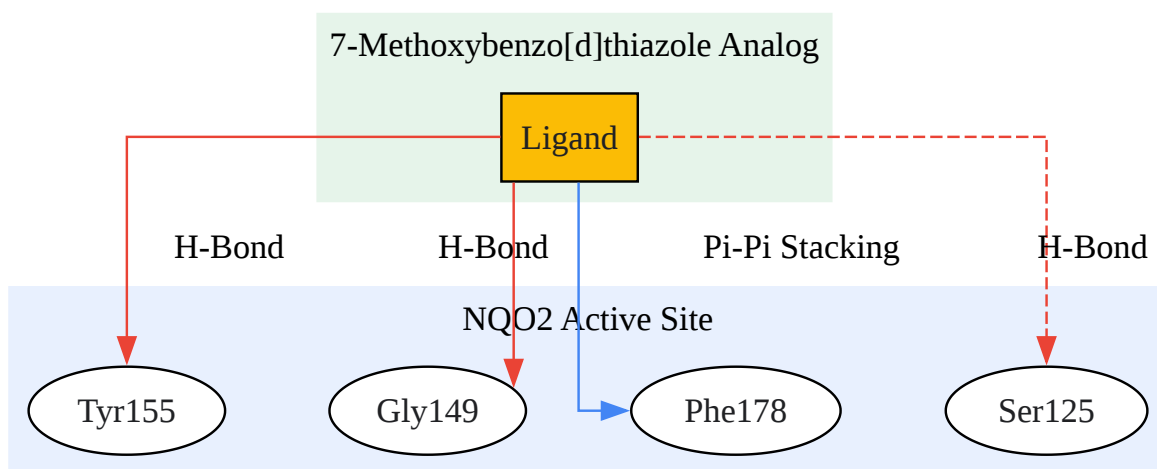 7-Methoxybenzo[d]thiazole Analog
Ligand
H-Bond
H-Bond
Pi-Pi Stacking
H-Bond
NQO2 Active Site
Tyr155
Gly149
Phe178
Ser125